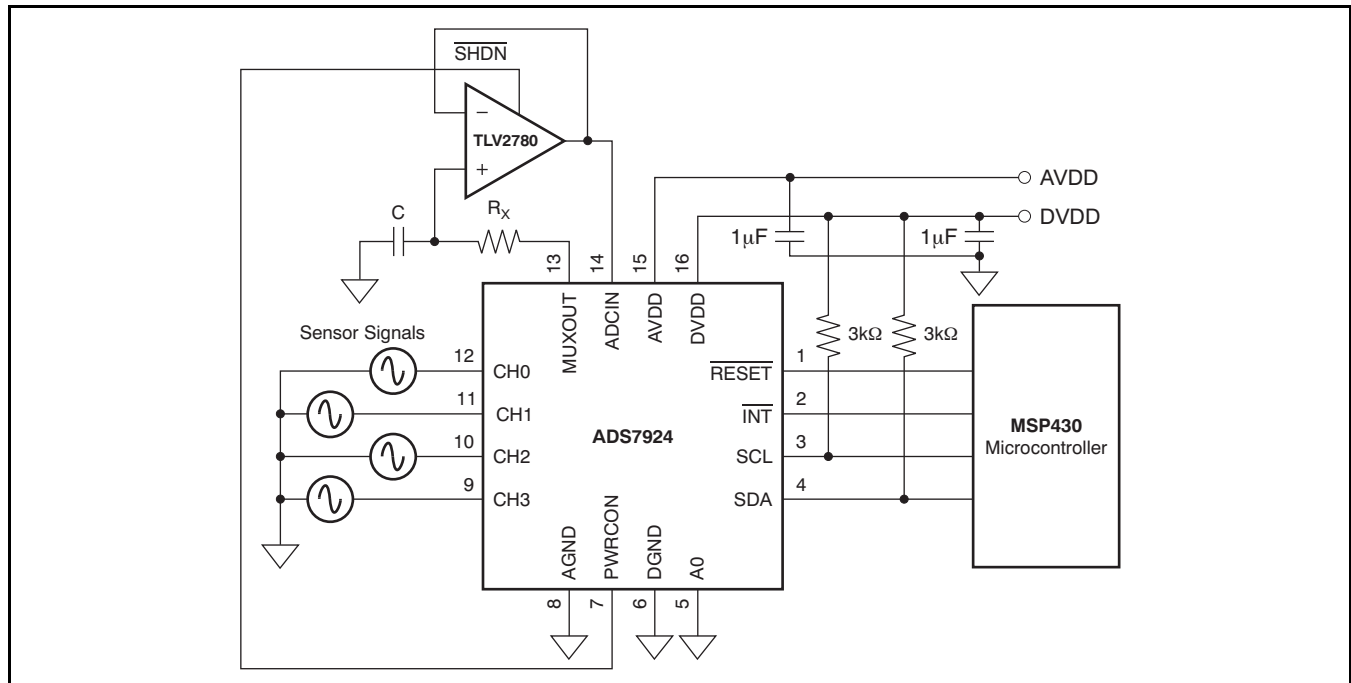 SHDN
−
TLV2780
+
C
RX
AVDD
DVDD
1μF
1μF
13
14
15
16
MUXOUT
ADCIN
AVDD
DVDD
3kΩ
3kΩ
Sensor Signals
12
CH0
11
CH1
10
CH2
9
CH3
ADS7924
RESET
1
INT
2
SCL
3
SDA
4
MSP430
Microcontroller
AGND
PWRCON
DGND
A0
8
7
6
5